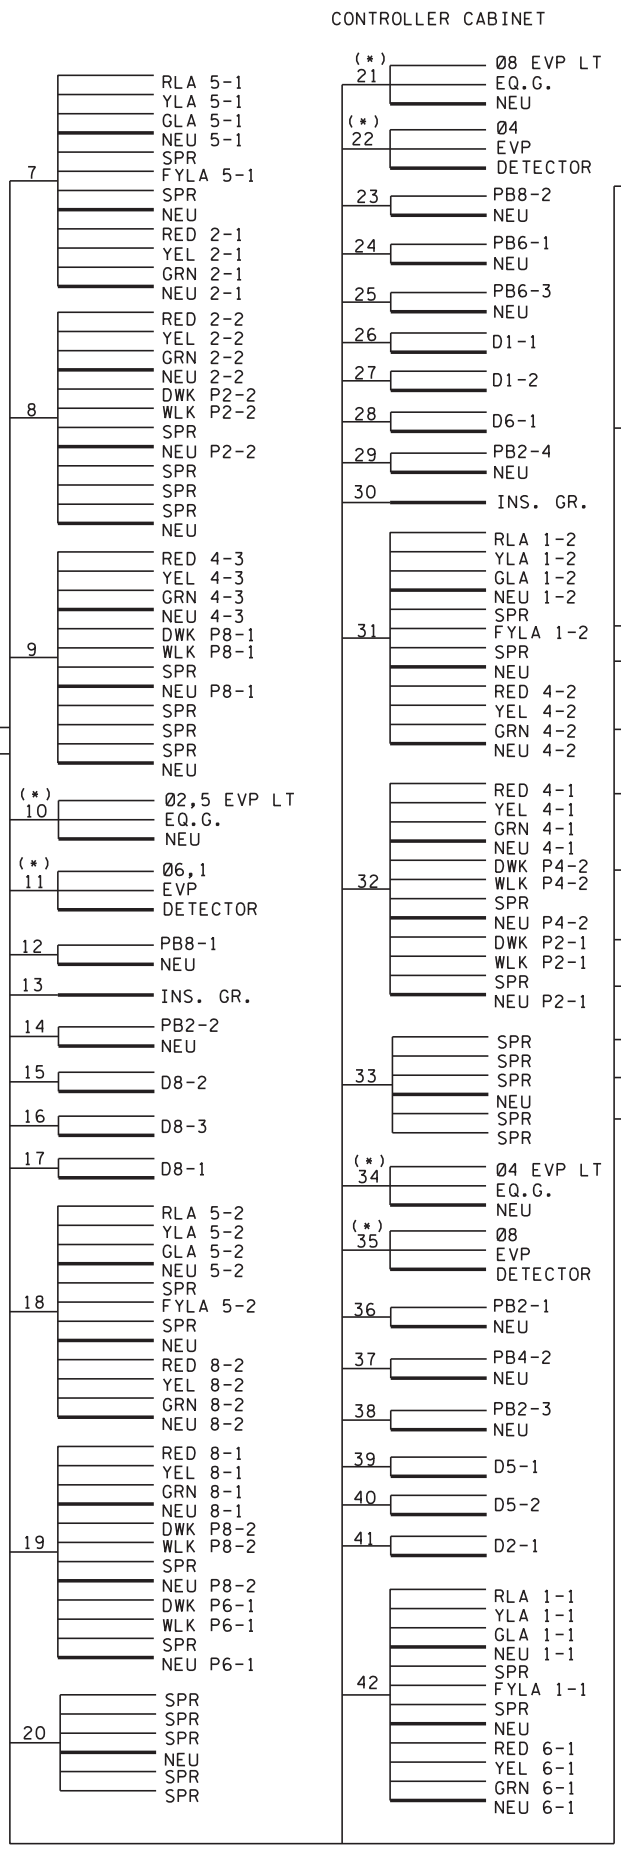 CONTROLLER CABINET
7
RLA 5-1
YLA 5-1
GLA 5-1
NEU 5-1
SPR
FYLA 5-1
SPR
NEU
RED 2-1
YEL 2-1
GRN 2-1
NEU 2-1
8
RED 2-2
YEL 2-2
GRN 2-2
NEU 2-2
DWK P2-2
WLK P2-2
SPR
NEU P2-2
SPR
SPR
SPR
NEU
9
RED 4-3
YEL 4-3
GRN 4-3
NEU 4-3
DWK P8-1
WLK P8-1
SPR
NEU P8-1
SPR
SPR
SPR
NEU
(*)
10
Ø2,5 EVP LT
EQ.G.
NEU
(*)
11
Ø6,1
EVP
DETECTOR
12
PB8-1
NEU
13
INS. GR.
14
PB2-2
NEU
15
D8-2
16
D8-3
17
D8-1
18
RLA 5-2
YLA 5-2
GLA 5-2
NEU 5-2
SPR
FYLA 5-2
SPR
NEU
RED 8-2
YEL 8-2
GRN 8-2
NEU 8-2
19
RED 8-1
YEL 8-1
GRN 8-1
NEU 8-1
DWK P8-2
WLK P8-2
SPR
NEU P8-2
DWK P6-1
WLK P6-1
SPR
NEU P6-1
20
SPR
SPR
SPR
NEU
SPR
SPR
(*)
21
Ø8 EVP LT
EQ.G.
NEU
(*)
22
Ø4
EVP
DETECTOR
23
PB8-2
NEU
24
PB6-1
NEU
25
PB6-3
NEU
26
D1-1
27
D1-2
28
D6-1
29
PB2-4
NEU
30
INS. GR.
31
RLA 1-2
YLA 1-2
GLA 1-2
NEU 1-2
SPR
FYLA 1-2
SPR
NEU
RED 4-2
YEL 4-2
GRN 4-2
NEU 4-2
32
RED 4-1
YEL 4-1
GRN 4-1
NEU 4-1
DWK P4-2
WLK P4-2
SPR
NEU P4-2
DWK P2-1
WLK P2-1
SPR
NEU P2-1
33
SPR
SPR
SPR
NEU
SPR
SPR
(*)
34
Ø4 EVP LT
EQ.G.
NEU
(*)
35
Ø8
EVP
DETECTOR
36
PB2-1
NEU
37
PB4-2
NEU
38
PB2-3
NEU
39
D5-1
40
D5-2
41
D2-1
42
RLA 1-1
YLA 1-1
GLA 1-1
NEU 1-1
SPR
FYLA 1-1
SPR
NEU
RED 6-1
YEL 6-1
GRN 6-1
NEU 6-1